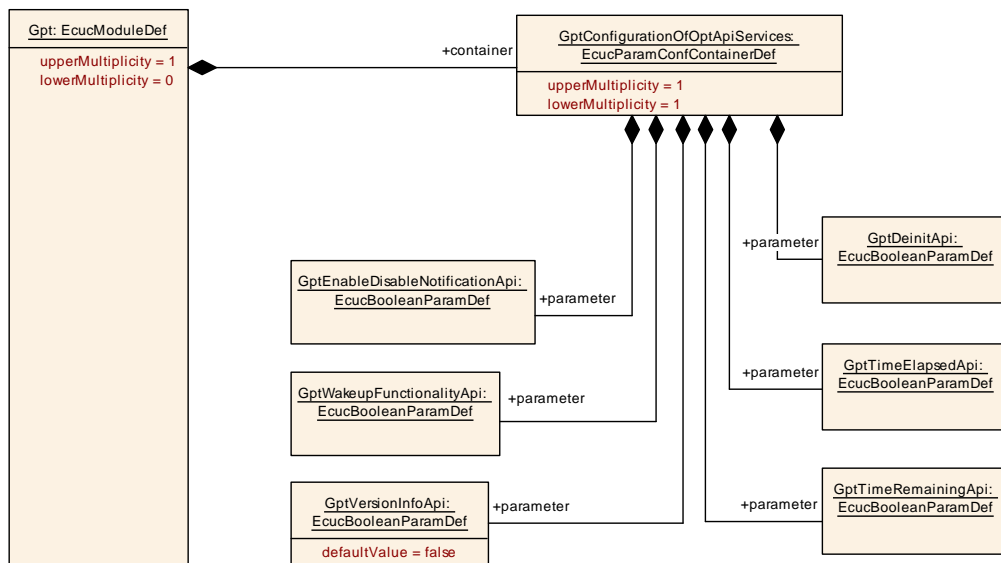 Gpt: EcucModuleDef
upperMultiplicity = 1
lowerMultiplicity = 0
+container
GptConfigurationOfOptApiServices:
EcucParamConfContainerDef
upperMultiplicity = 1
lowerMultiplicity = 1
+parameter
GptDeinitApi:
EcucBooleanParamDef
GptEnableDisableNotificationApi:
EcucBooleanParamDef
+parameter
+parameter
GptTimeElapsedApi:
EcucBooleanParamDef
GptWakeupFunctionalityApi:
EcucBooleanParamDef
+parameter
GptVersionInfoApi:
EcucBooleanParamDef
defaultValue = false
+parameter
+parameter
GptTimeRemainingApi:
EcucBooleanParamDef